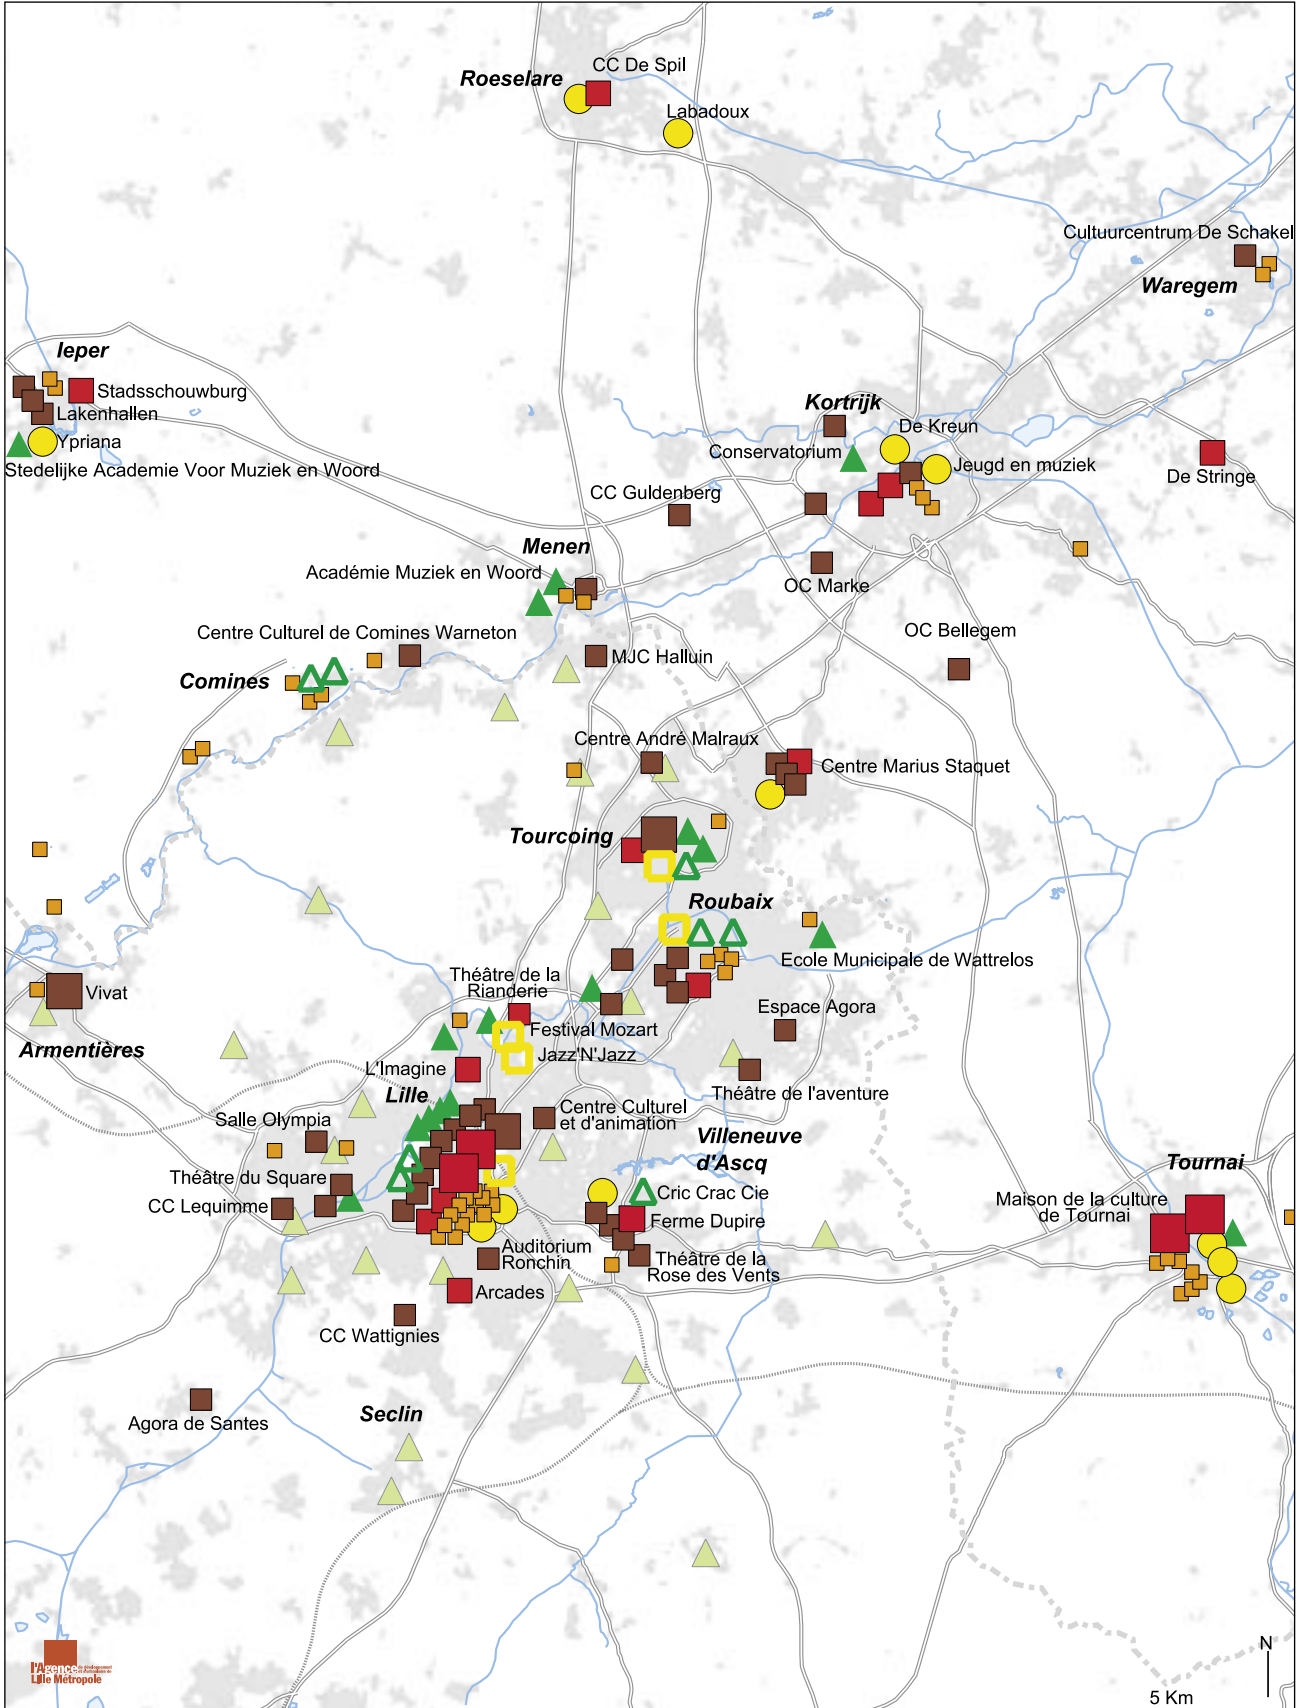 CC De Spil
Roeselare
Labadoux
Cultuurcentrum De Schakel
Waregem
Ieper
Stadsschouwburg
Lakenhallen
Ypriana
Stedelijke Academie Voor Muziek en Woord
Kortrijk
De Kreun
Conservatorium
Jeugd en muziek
De Stringe
CC Guldenberg
Menen
Académie Muziek en Woord
OC Marke
Centre Culturel de Comines Warneton
OC Bellegem
MJC Halluin
Comines
Centre André Malraux
Centre Marius Staquet
Tourcoing
Roubaix
Ecole Municipale de Wattrelos
Théâtre de la
Rianderie
Vivat
Espace Agora
Festival Mozart
Armentières
Jazz'N'Jazz
L'Imagine
Théâtre de l'aventure
Lille
Salle Olympia
Centre Culturel
et d'animation
Villeneuve
d'Ascq
Tournai
Théâtre du Square
Cric Crac Cie
Maison de la culture
de Tournai
CC Lequimme
Ferme Dupire
Auditorium
Ronchin
Théâtre de la
Rose des Vents
Arcades
CC Wattignies
Agora de Santes
Seclin
N
l'Agence
Lille Métropole
5 Km